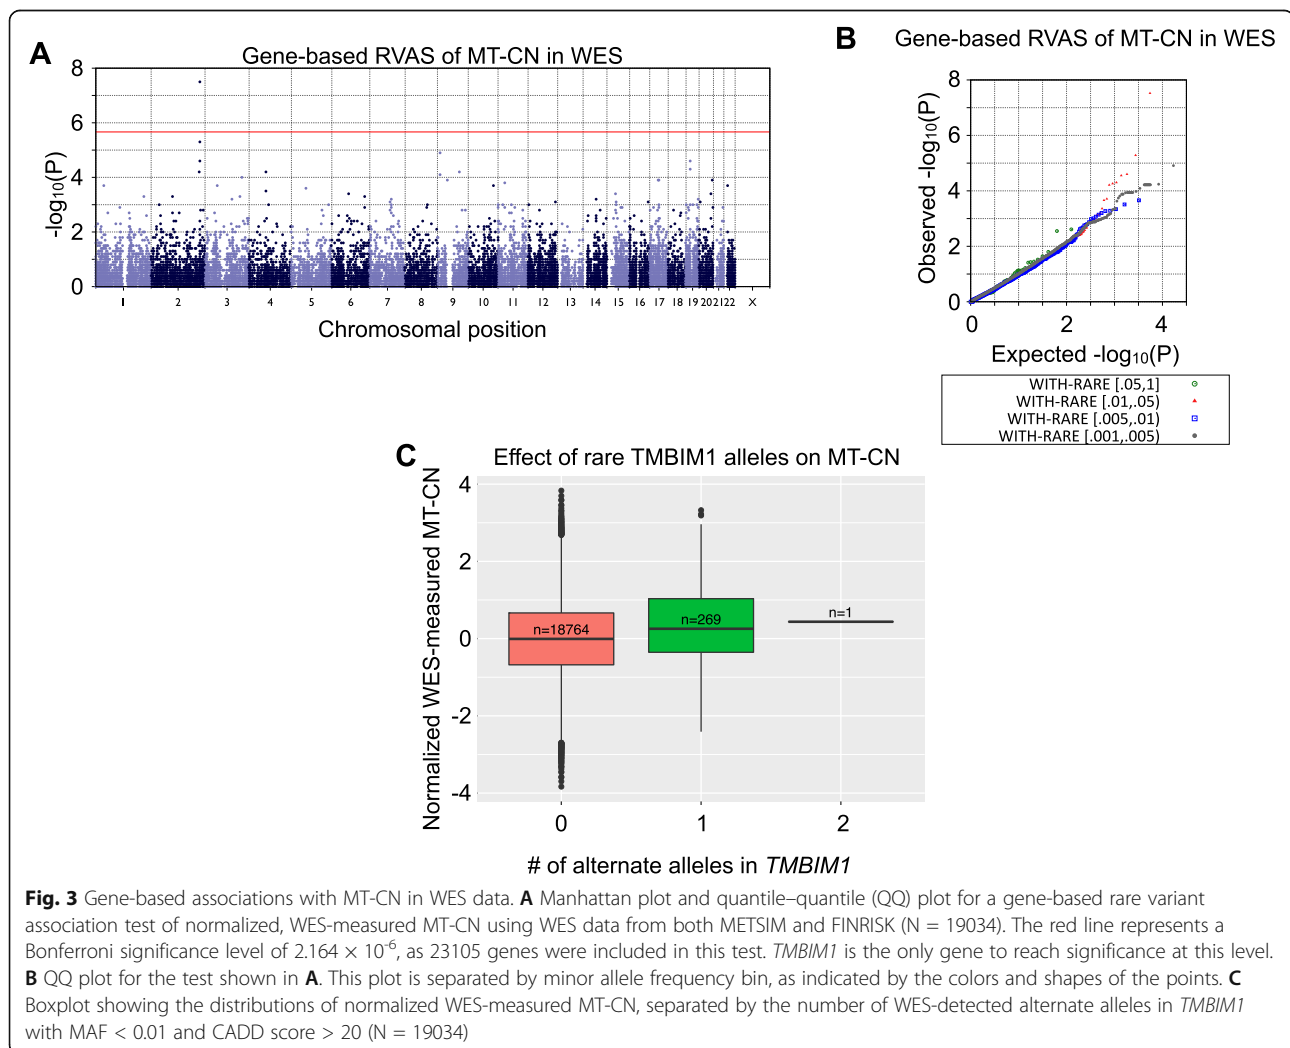 A
Gene-based RVAS of MT-CN in WES
8
6
4
2
0
-log10(P)
1 2 3 4 5 6 7 8 9 10 11 12 13 14 15 16 17 18 19 20 21 22 X
Chromosomal position
B
Gene-based RVAS of MT-CN in WES
8
6
4
2
0
Observed -log10(P)
0 2 4
Expected -log10(P)
WITH-RARE [.05,1]
WITH-RARE [.01,.05)
WITH-RARE [.005,.01)
WITH-RARE [.001,.005)
C
Effect of rare TMBIM1 alleles on MT-CN
4
2
0
-2
-4
Normalized WES-measured MT-CN
n=18764
n=269
n=1
0 1 2
# of alternate alleles in TMBIM1
Fig. 3 Gene-based associations with MT-CN in WES data. A Manhattan plot and quantile–quantile (QQ) plot for a gene-based rare variant
association test of normalized, WES-measured MT-CN using WES data from both METSIM and FINRISK (N = 19034). The red line represents a
Bonferroni significance level of 2.164 × 10-6, as 23105 genes were included in this test. TMBIM1 is the only gene to reach significance at this level.
B QQ plot for the test shown in A. This plot is separated by minor allele frequency bin, as indicated by the colors and shapes of the points. C
Boxplot showing the distributions of normalized WES-measured MT-CN, separated by the number of WES-detected alternate alleles in TMBIM1
with MAF < 0.01 and CADD score > 20 (N = 19034)